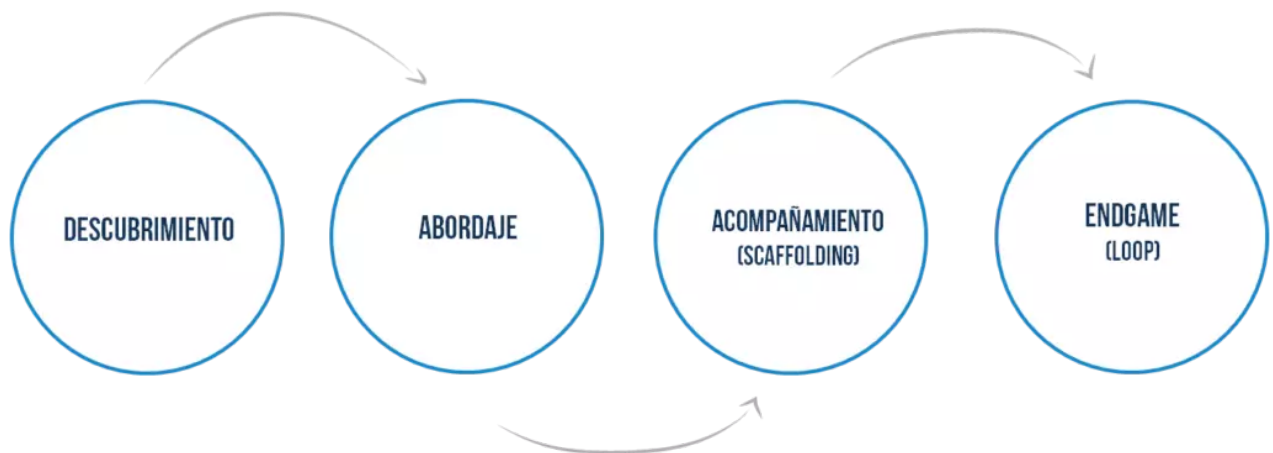 DESCUBRIMIENTO
ABORDAJE
ACOMPAÑAMIENTO
(SCAFFOLDING)
ENDGAME
(LOOP)